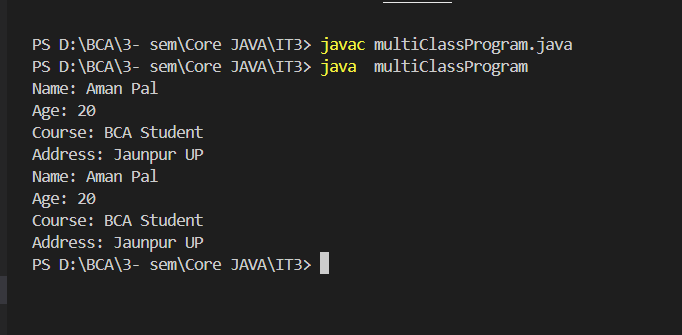 PS D:\BCA\3- sem\Core JAVA\IT3> javac multiClassProgram.java
PS D:\BCA\3- sem\Core JAVA\IT3> java  multiClassProgram
Name: Aman Pal
Age: 20
Course: BCA Student
Address: Jaunpur UP
Name: Aman Pal
Age: 20
Course: BCA Student
Address: Jaunpur UP
PS D:\BCA\3- sem\Core JAVA\IT3>